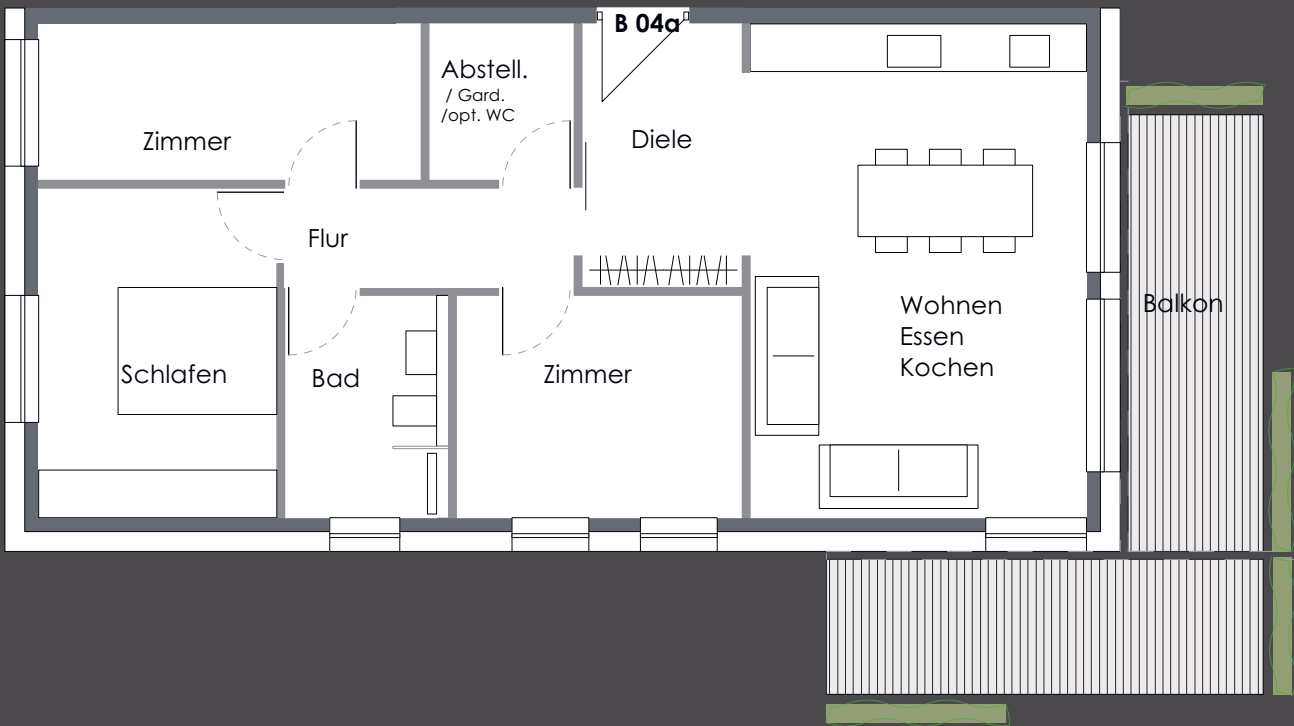 B 04a
Abstell.
/ Gard.
/opt. WC
Zimmer
Diele
Flur
Wohnen
Essen
Kochen
Balkon
Schlafen
Bad
Zimmer